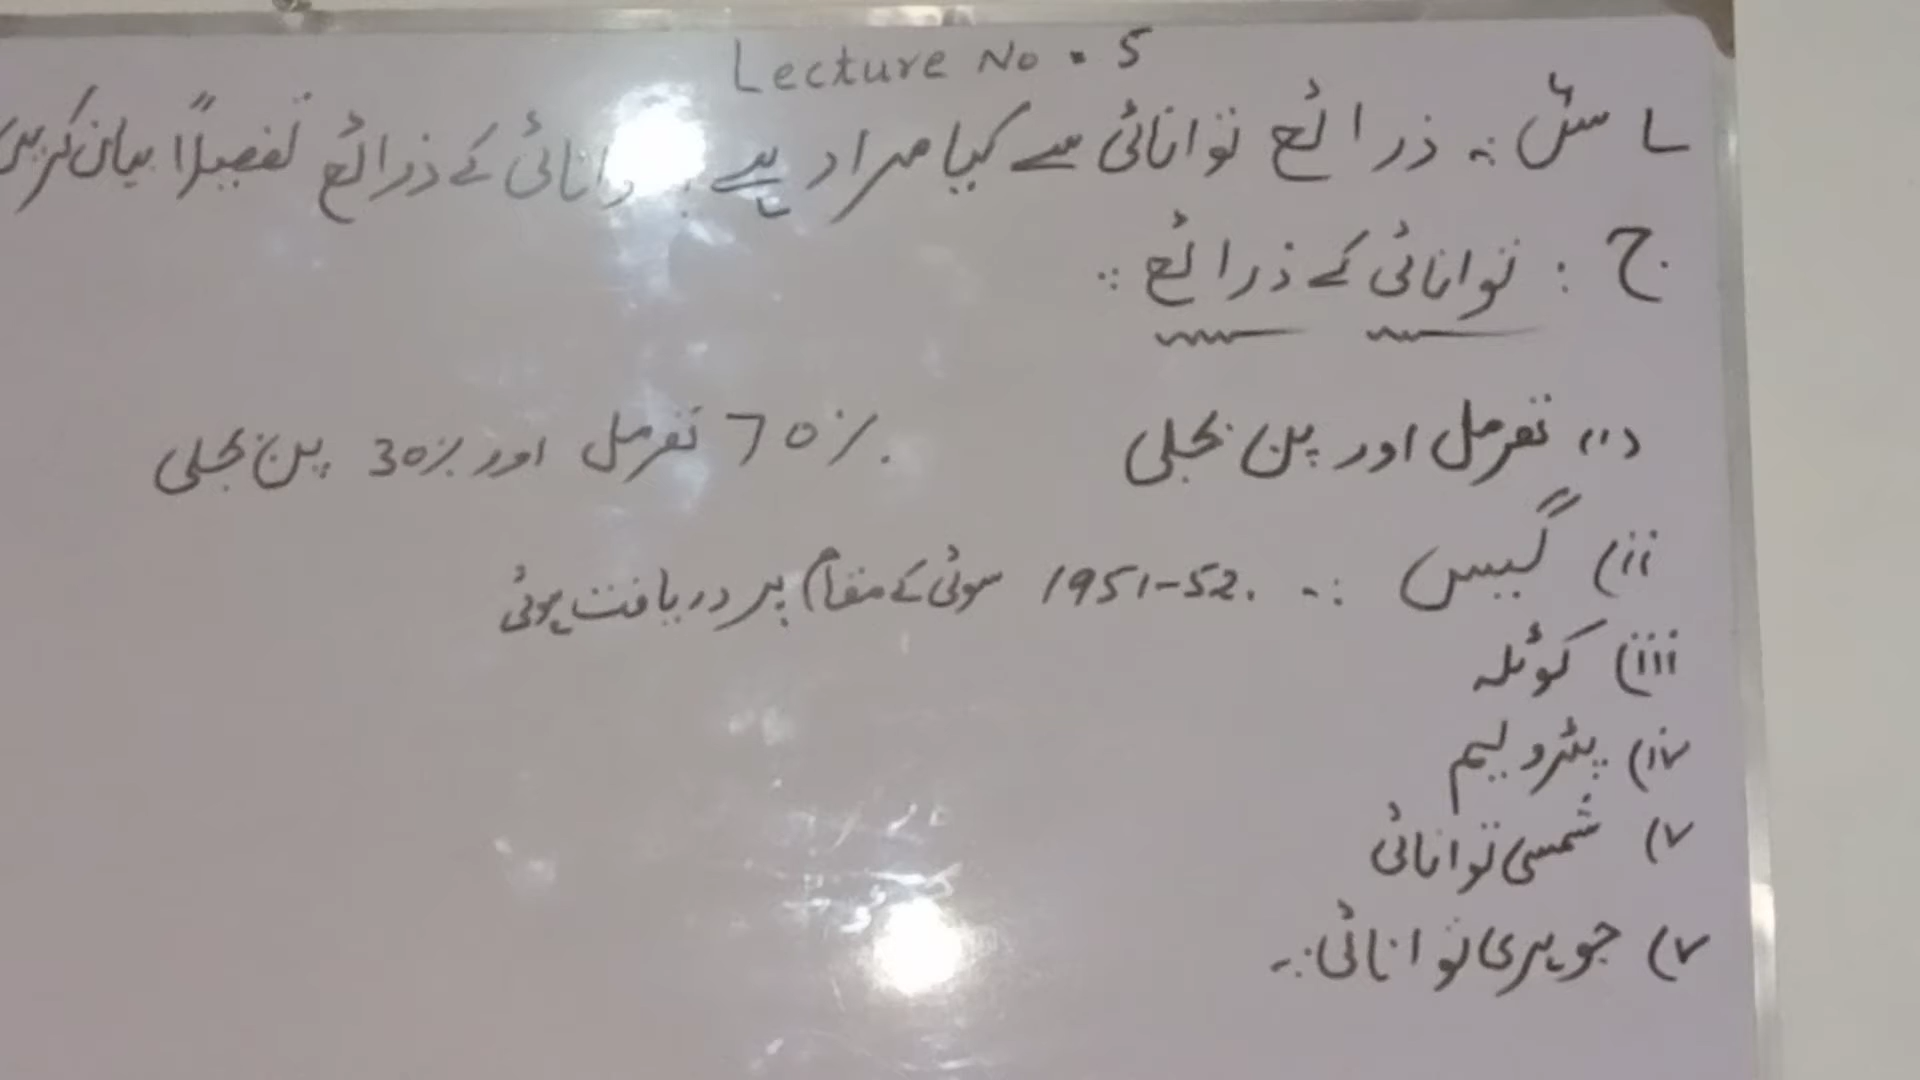 Lecture No. 5
س:۔ ذرائع توانائی سے کیا مراد ہے؟ کے ذرائع تفصیلاً بیان کریں
ج: توانائی کے ذرائع :۔
(i) تھرمل اور پن بجلی 70% تھرمل اور 30% پن بجلی
(ii) گیس :۔ 1951-52 سوئی کے مقام پر دریافت ہوئی
(iii) کوئلہ
(iv) پٹرولیم
(v) شمسی توانائی
(v) جوہری توانائی:۔